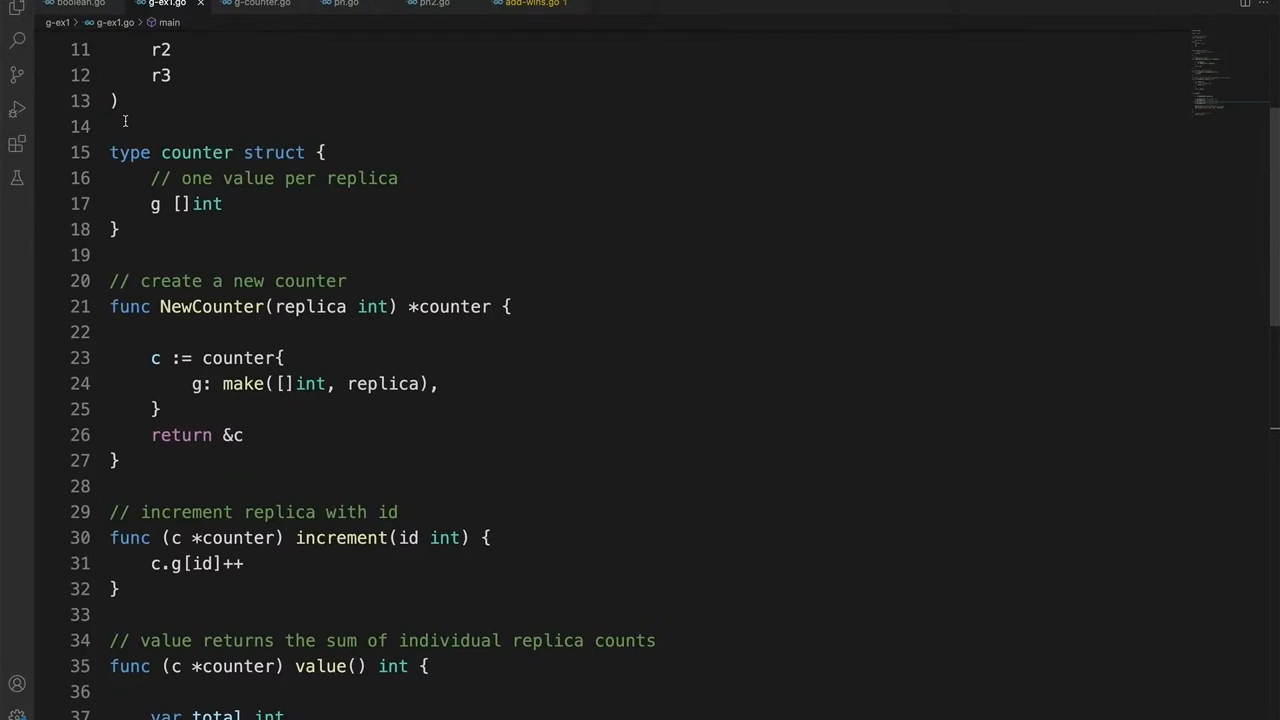 boolean.go g-ex1.go g-counter.go pn.go pn2.go add-wins.go 1
g-ex1 > g-ex1.go > main
11 r2
12 r3
13 )
14
15 type counter struct {
16 // one value per replica
17 g []int
18 }
19
20 // create a new counter
21 func NewCounter(replica int) *counter {
22
23 c := counter{
24 g: make([]int, replica),
25 }
26 return &c
27 }
28
29 // increment replica with id
30 func (c *counter) increment(id int) {
31 c.g[id]++
32 }
33
34 // value returns the sum of individual replica counts
35 func (c *counter) value() int {
36
37 var total int